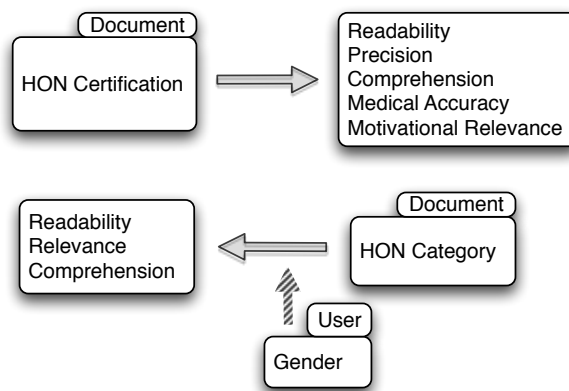 Document
HON Certification
Readability
Precision
Comprehension
Medical Accuracy
Motivational Relevance
Readability
Relevance
Comprehension
Document
HON Category
User
Gender